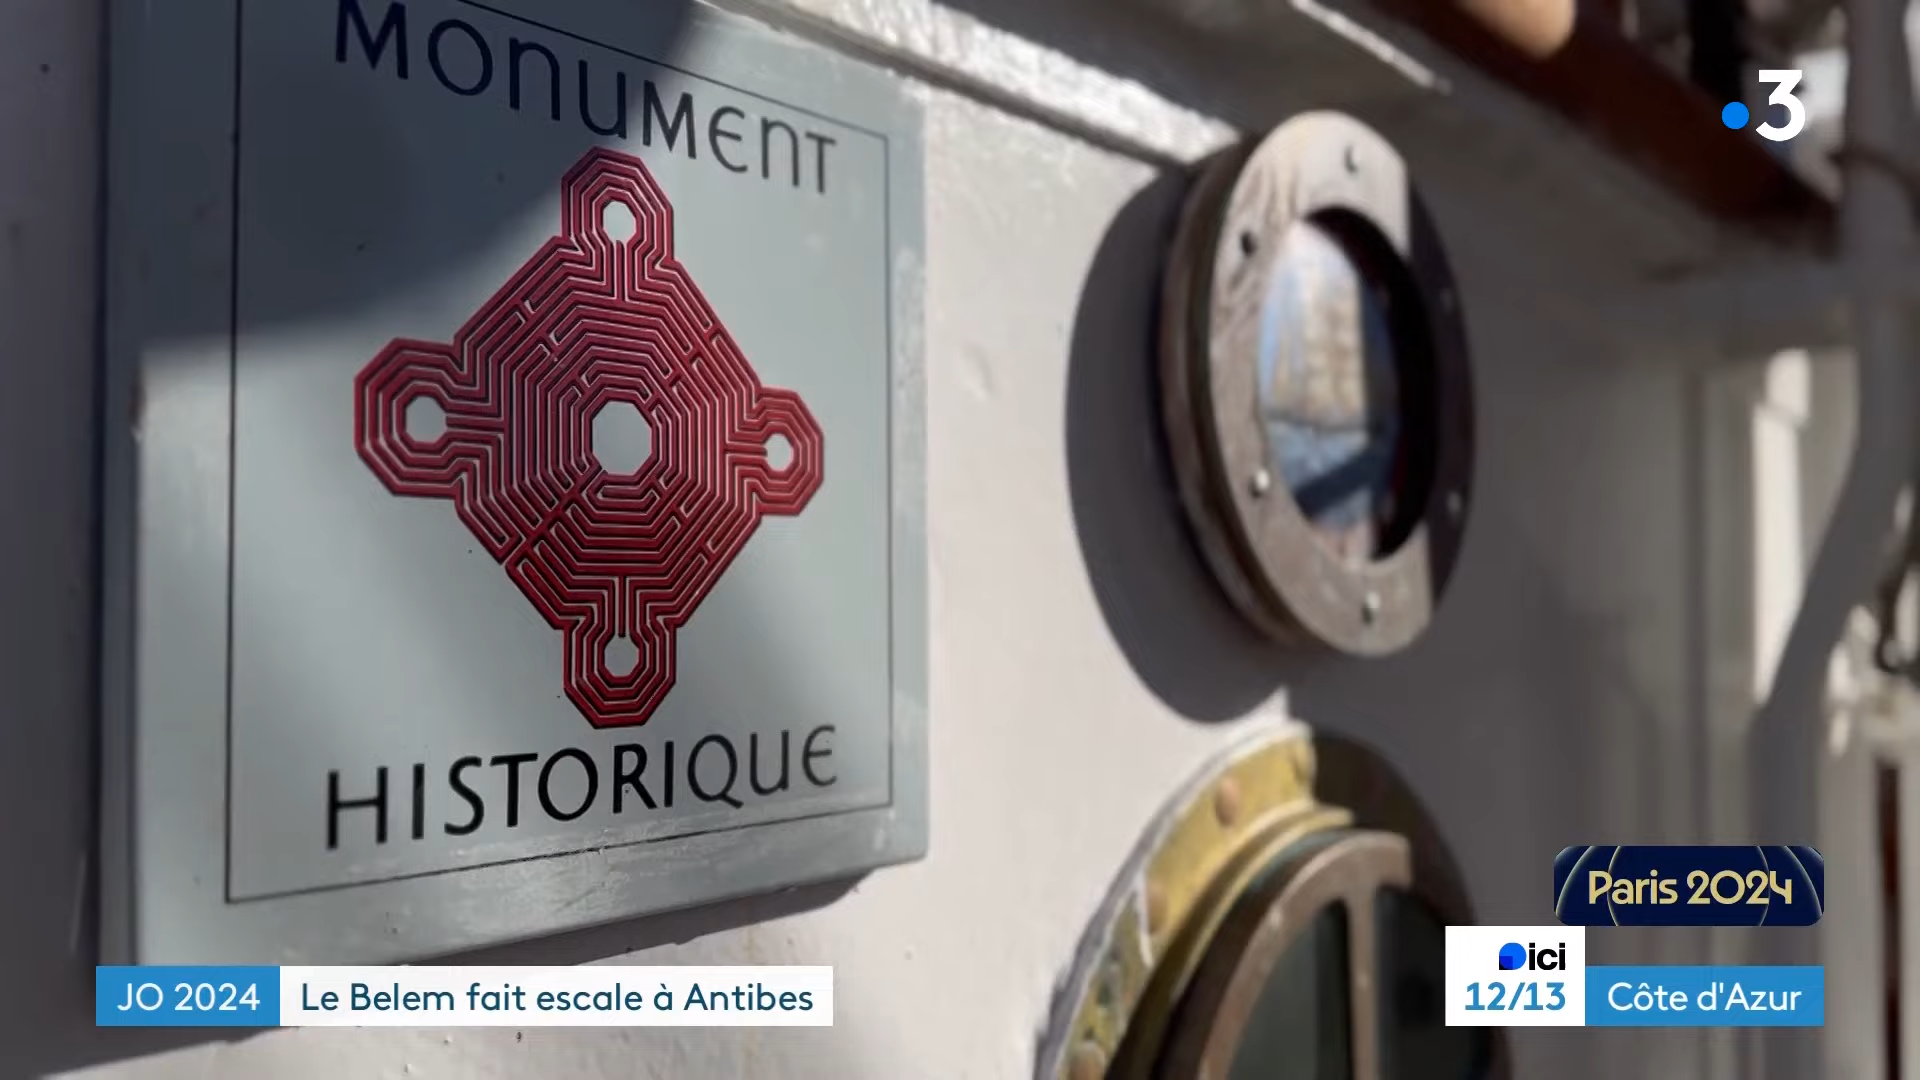 MONUMENT
3
HISTORIQUE
Paris 2024
ici
JO 2024 Le Belem fait escale à Antibes
12/13 Côte d'Azur